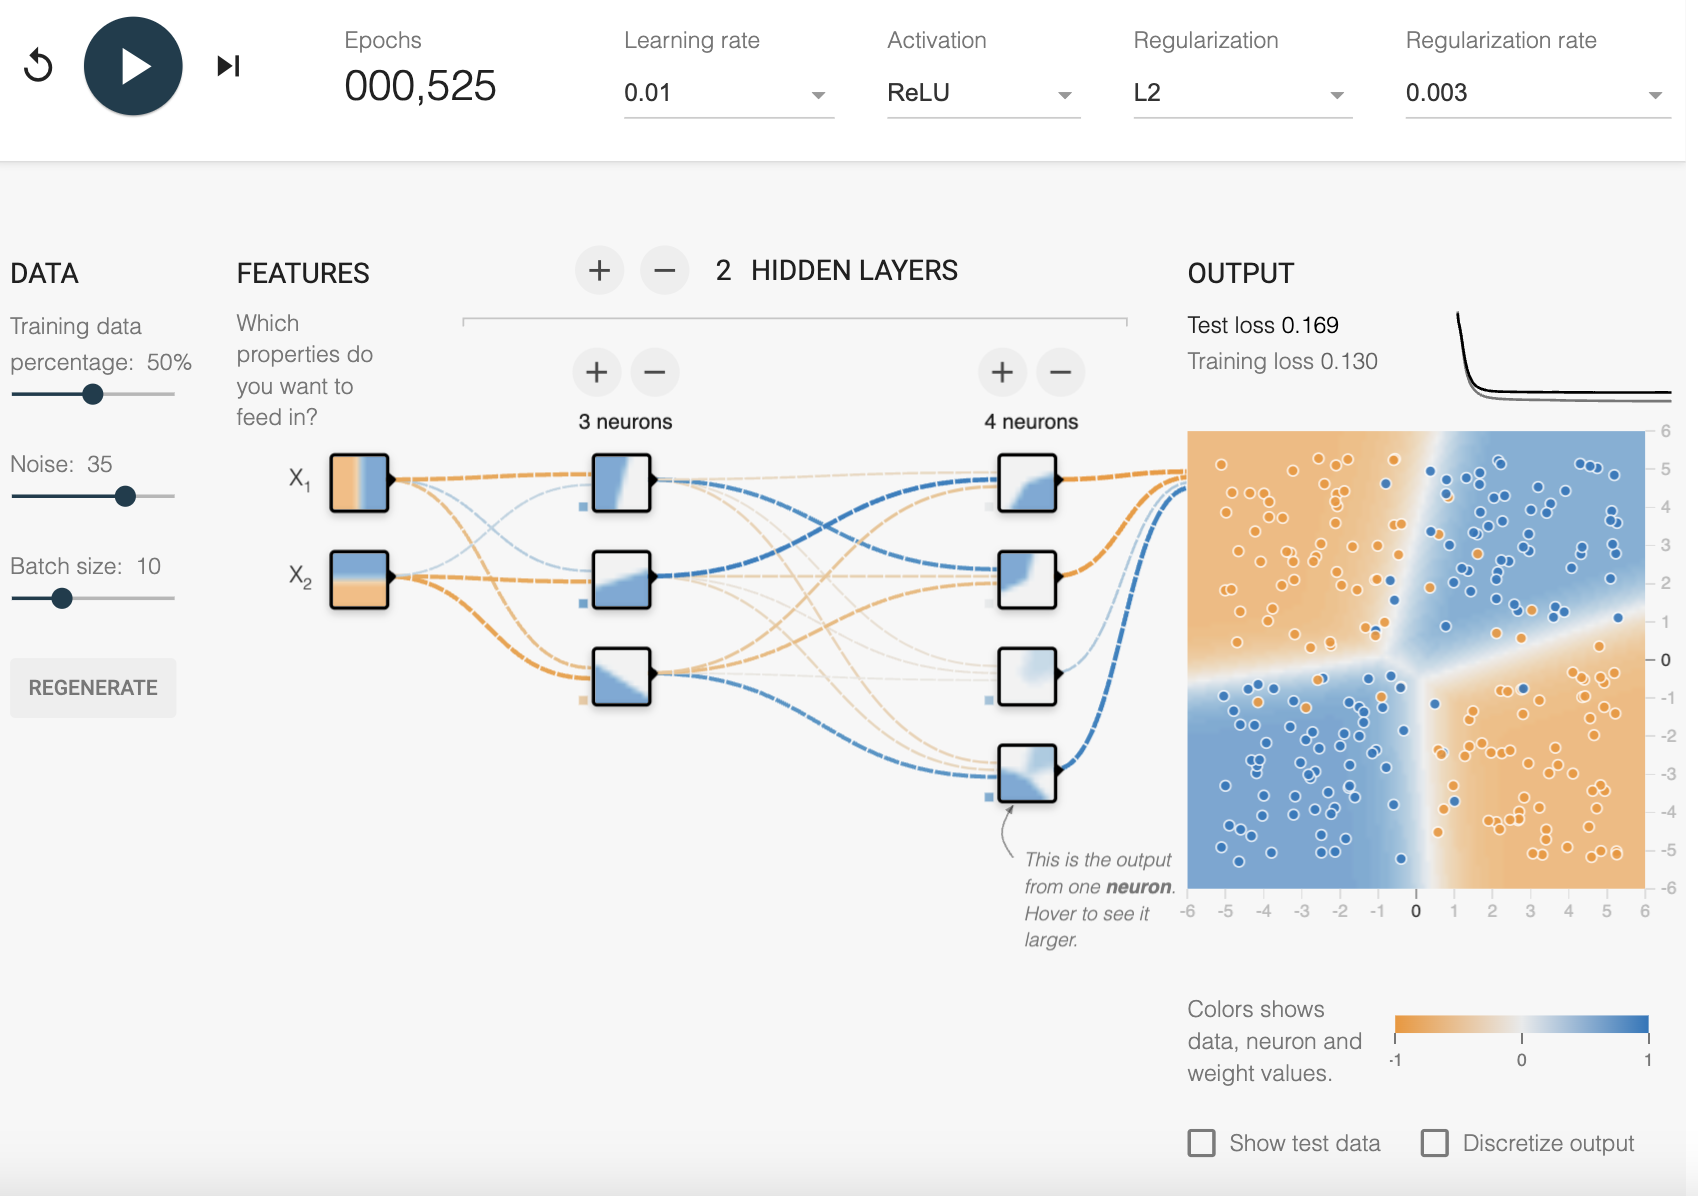 Epochs
000,525
Learning rate
0.01
Activation
ReLU
Regularization
L2
Regularization rate
0.003
DATA
Training data
percentage: 50%
Noise: 35
Batch size: 10
REGENERATE
FEATURES
Which
properties do
you want to
feed in?
X1
X2
+ − 2 HIDDEN LAYERS
+ −
3 neurons
+ −
4 neurons
This is the output
from one neuron.
Hover to see it
larger.
OUTPUT
Test loss 0.169
Training loss 0.130
6
5
4
3
2
1
0
-1
-2
-3
-4
-5
-6
-6 -5 -4 -3 -2 -1 0 1 2 3 4 5 6
Colors shows
data, neuron and
weight values.
-1 0 1
Show test data
Discretize output